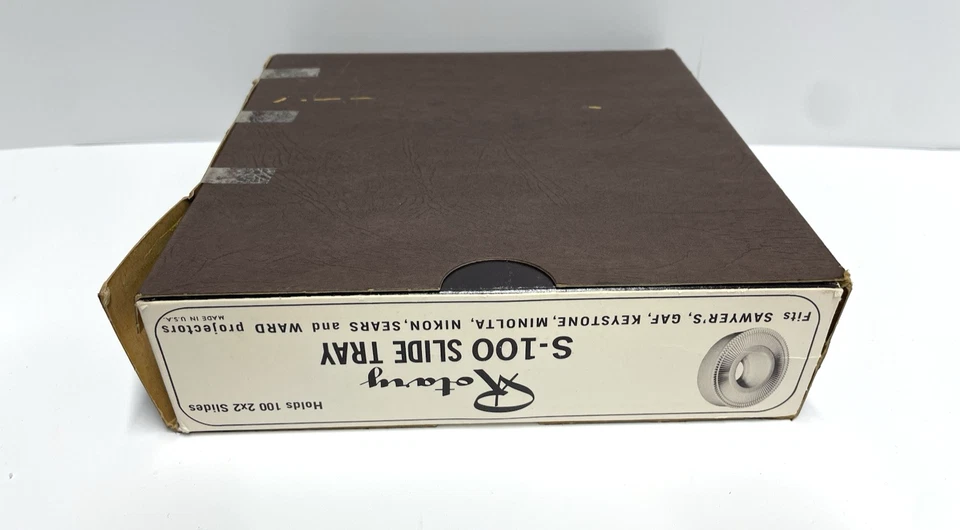 Holds 100 2x2 Slides
Rotary
S-100 SLIDE TRAY
Fits SAWYER'S, GAF, KEYSTONE, MINOLTA, NIKON, SEARS and WARD projectors
MADE IN U.S.A.